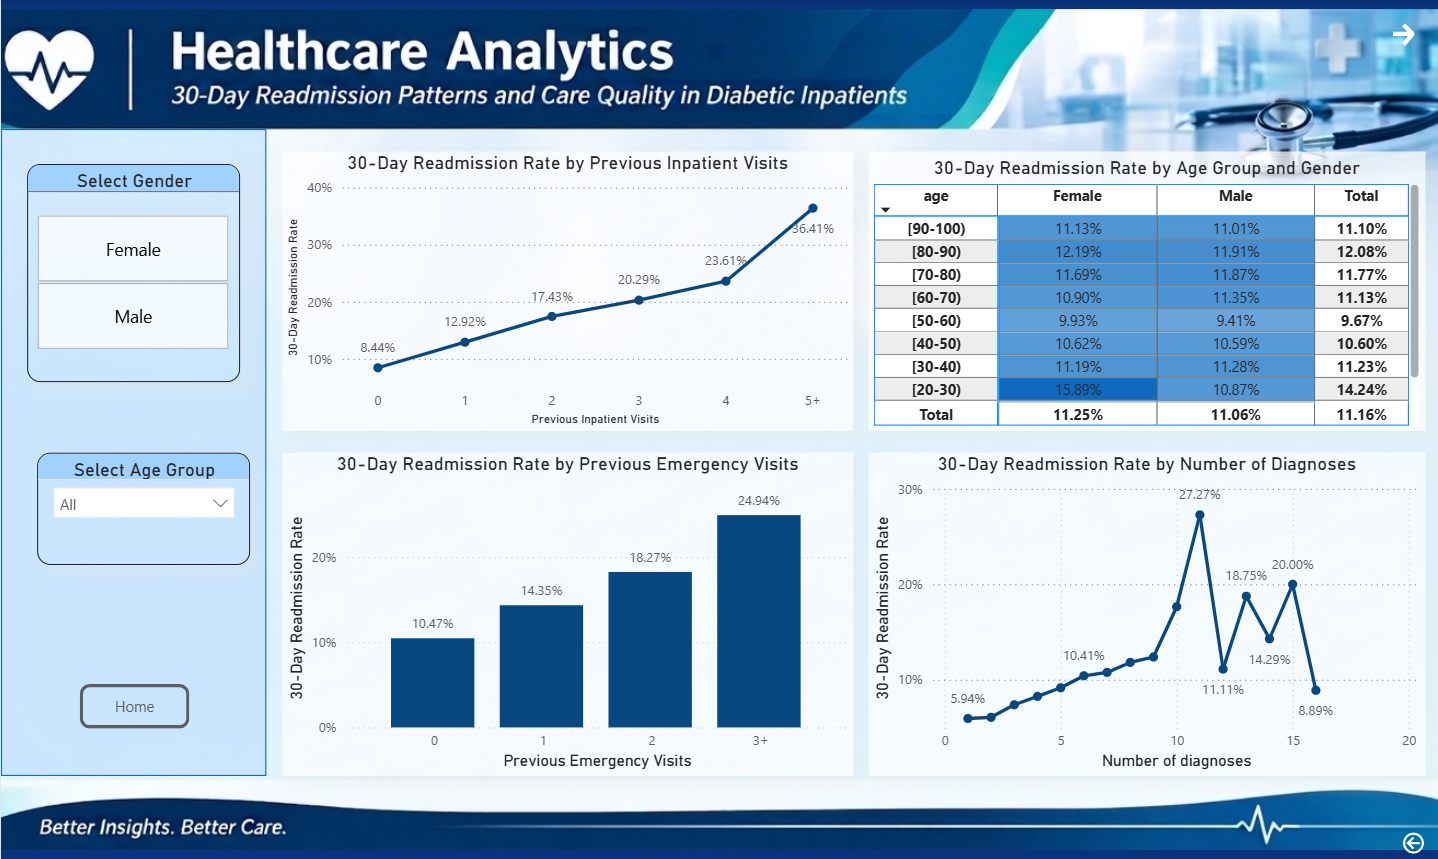 Healthcare Analytics
30-Day Readmission Patterns and Care Quality in Diabetic Inpatients
Select Gender
Female
Male
Select Age Group
All
Home
30-Day Readmission Rate by Previous Inpatient Visits
30-Day Readmission Rate
40%
30%
20%
10%
8.44%
12.92%
17.43%
20.29%
23.61%
36.41%
0 1 2 3 4 5+
Previous Inpatient Visits
30-Day Readmission Rate by Age Group and Gender
age Female Male Total
[90-100) 11.13% 11.01% 11.10%
[80-90) 12.19% 11.91% 12.08%
[70-80) 11.69% 11.87% 11.77%
[60-70) 10.90% 11.35% 11.13%
[50-60) 9.93% 9.41% 9.67%
[40-50) 10.62% 10.59% 10.60%
[30-40) 11.19% 11.28% 11.23%
[20-30) 15.89% 10.87% 14.24%
Total 11.25% 11.06% 11.16%
30-Day Readmission Rate by Previous Emergency Visits
30-Day Readmission Rate
20%
10%
0%
10.47%
14.35%
18.27%
24.94%
0 1 2 3+
Previous Emergency Visits
30-Day Readmission Rate by Number of Diagnoses
30-Day Readmission Rate
30%
20%
10%
5.94%
10.41%
27.27%
11.11%
18.75%
14.29%
20.00%
8.89%
0 5 10 15 20
Number of diagnoses
Better Insights. Better Care.